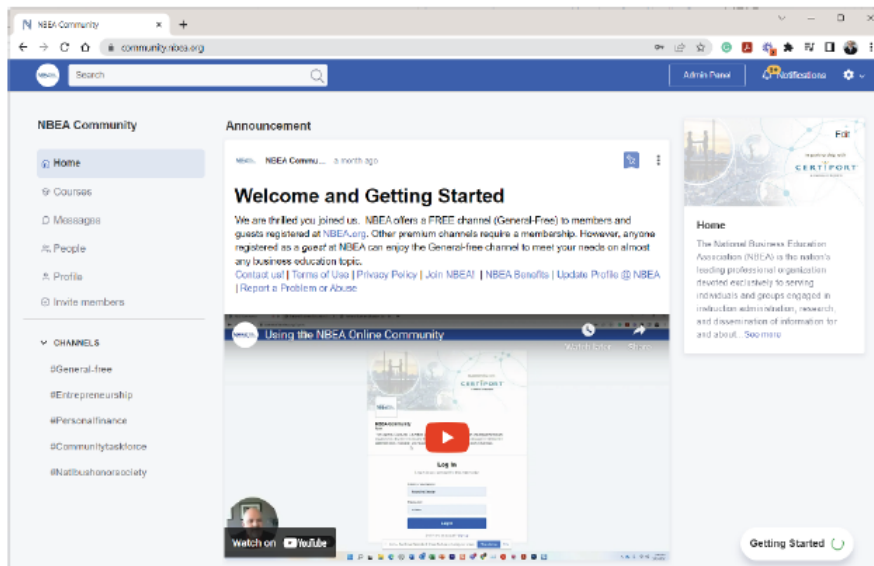 NBEA Community
community.nbea.org
Search
Admin Panel
Notifications
NBEA Community
Home
Courses
Messages
People
Profile
Invite members
CHANNELS
#General-free
#Entrepreneurship
#Personalfinance
#Communitytaskforce
#Natlbushonorsociety
Announcement
NBEA Commu... a month ago
Welcome and Getting Started
We are thrilled you joined us. NBEA offers a FREE channel (General-Free) to members and
guests registered at NBEA.org. Other premium channels require a membership. However, anyone
registered as a guest at NBEA can enjoy the General-free channel to meet your needs on almost
any business education topic.
Contact us! | Terms of Use | Privacy Policy | Join NBEA! | NBEA Benefits | Update Profile @ NBEA
| Report a Problem or Abuse
Using the NBEA Online Community
Watch later
Share
CERTIPORT
Log in
Watch on YouTube
Edit
CERTIPORT
Home
The National Business Education
Association (NBEA) is the nation's
leading professional organization
devoted exclusively to serving
individuals and groups engaged in
instruction administration, research,
and dissemination of information for
and about... See more
Getting Started